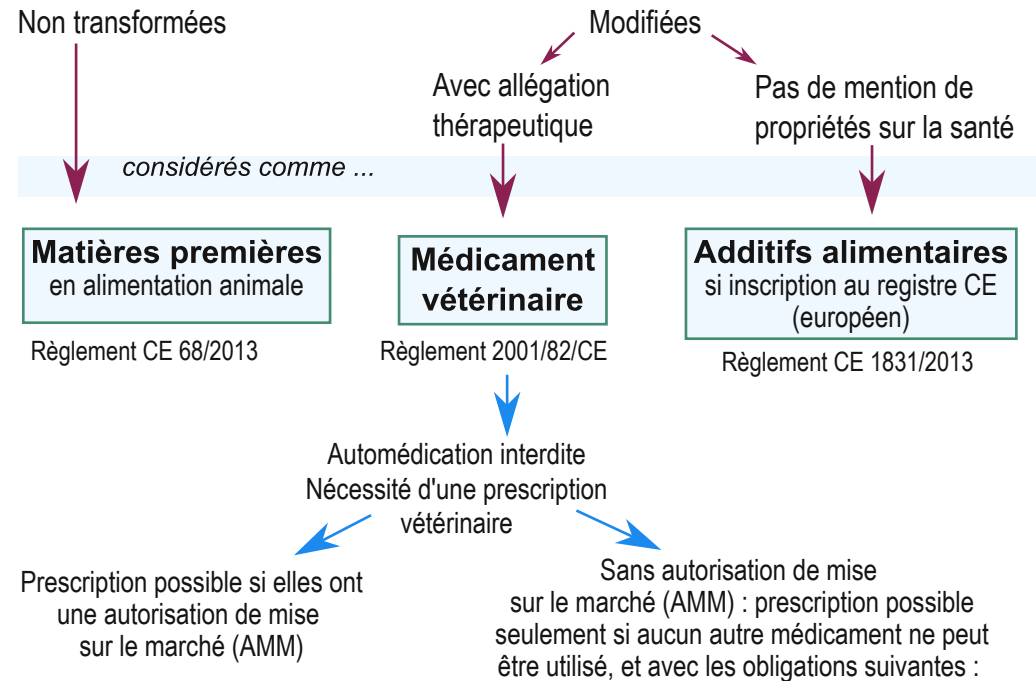 Non transformées
Modifiées
Avec allégation
thérapeutique
Pas de mention de
propriétés sur la santé
considérés comme ...
Matières premières
en alimentation animale
Médicament
vétérinaire
Additifs alimentaires
si inscription au registre CE
(européen)
Règlement CE 68/2013
Règlement 2001/82/CE
Règlement CE 1831/2013
Automédication interdite
Nécessité d'une prescription
vétérinaire
Prescription possible si elles ont
une autorisation de mise
sur le marché (AMM)
Sans autorisation de mise
sur le marché (AMM) : prescription possible
seulement si aucun autre médicament ne peut
être utilisé, et avec les obligations suivantes :